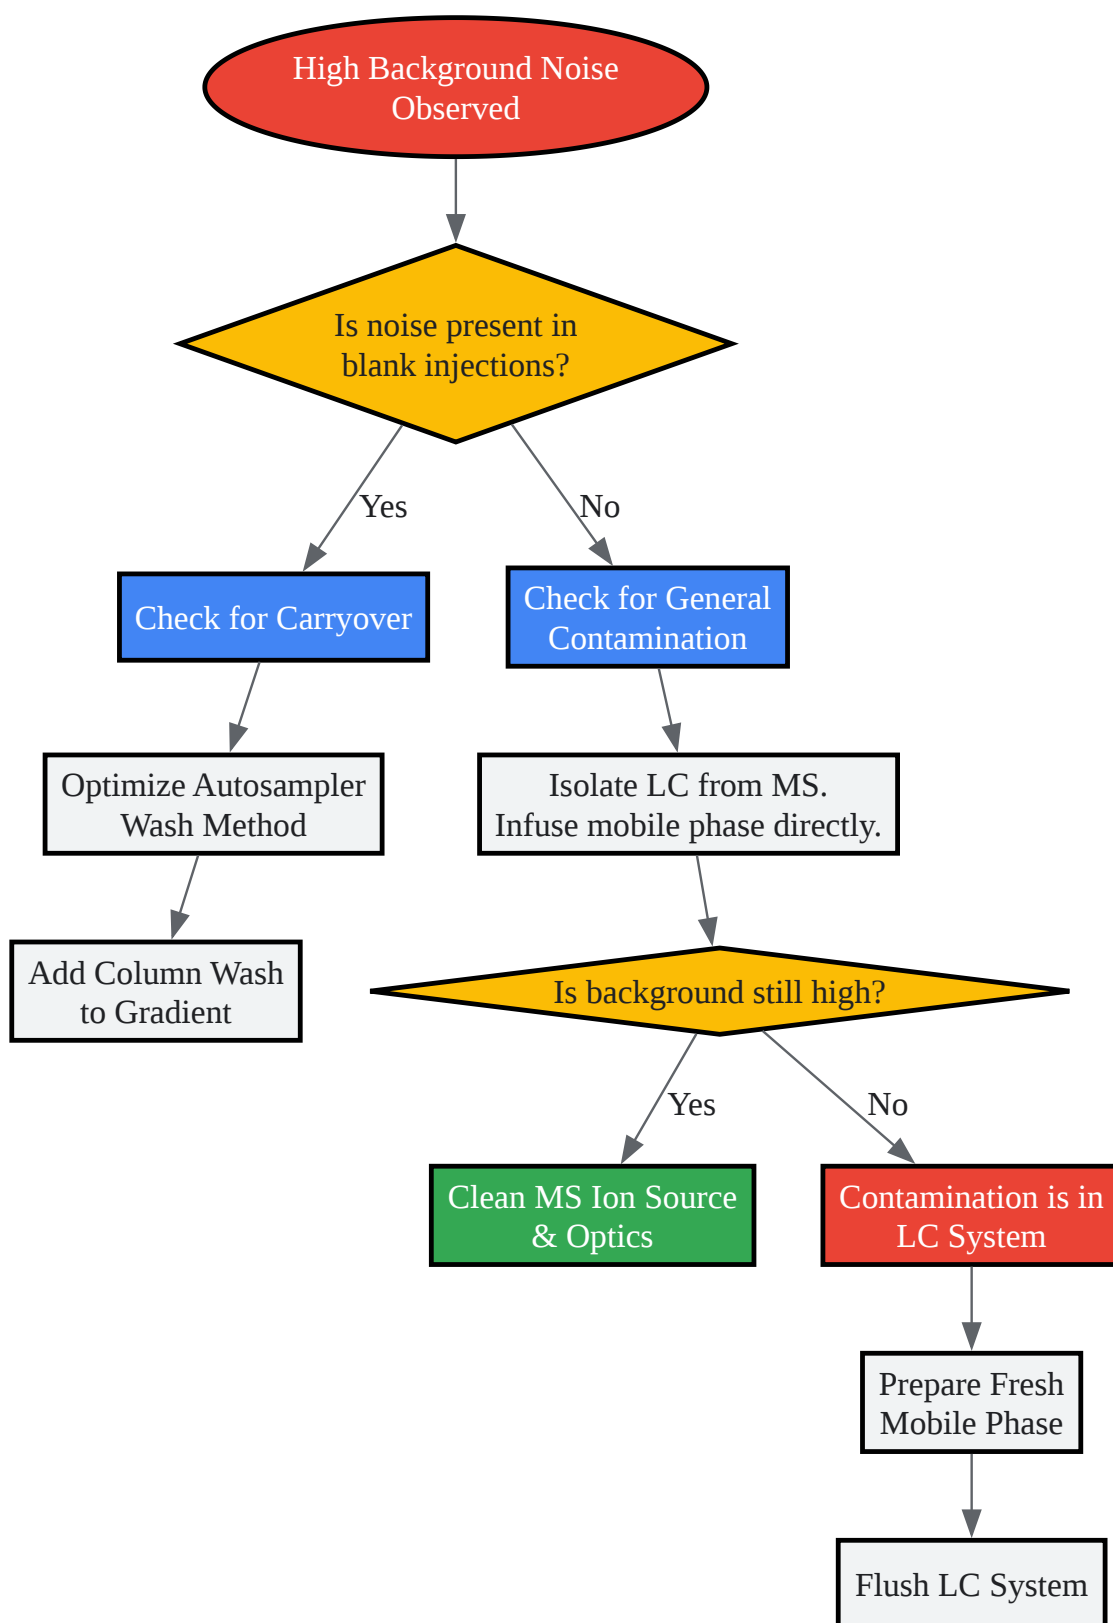 High Background Noise
Observed
Is noise present in
blank injections?
Yes
No
Check for Carryover
Check for General
Contamination
Optimize Autosampler
Wash Method
Isolate LC from MS.
Infuse mobile phase directly.
Add Column Wash
to Gradient
Is background still high?
Yes
No
Clean MS Ion Source
& Optics
Contamination is in
LC System
Prepare Fresh
Mobile Phase
Flush LC System